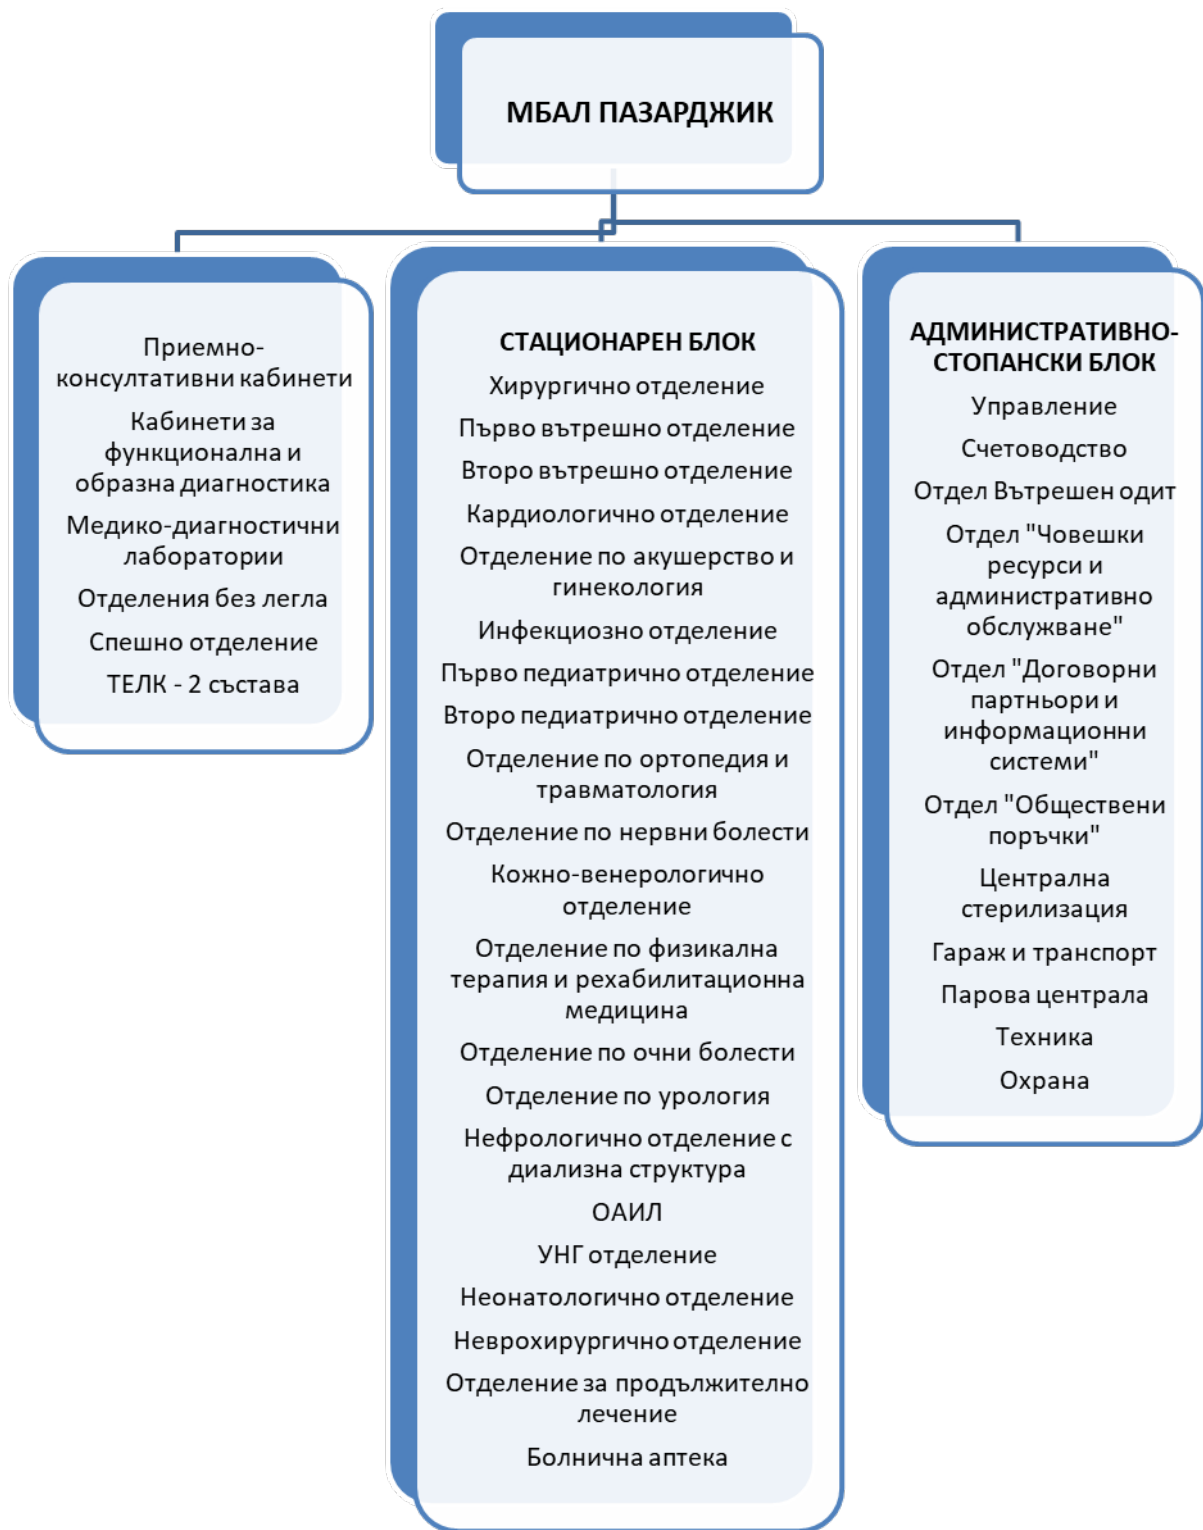 МБАЛ ПАЗАРДЖИК
Приемно-
консултативни кабинети
Кабинети за
функционална и
образна диагностика
Медико-диагностични
лаборатории
Отделения без легла
Спешно отделение
ТЕЛК - 2 състава
СТАЦИОНАРЕН БЛОК
Хирургично отделение
Първо вътрешно отделение
Второ вътрешно отделение
Кардиологично отделение
Отделение по акушерство и
гинекология
Инфекциозно отделение
Първо педиатрично отделение
Второ педиатрично отделение
Отделение по ортопедия и
травматология
Отделение по нервни болести
Кожно-венерологично
отделение
Отделение по физикална
терапия и рехабилитационна
медицина
Отделение по очни болести
Отделение по урология
Нефрологично отделение с
диализна структура
ОАИЛ
УНГ отделение
Неонатологично отделение
Неврохирургично отделение
Отделение за продължително
лечение
Болнична аптека
АДМИНИСТРАТИВНО-
СТОПАНСКИ БЛОК
Управление
Счетоводство
Отдел Вътрешен одит
Отдел "Човешки
ресурси и
административно
обслужване"
Отдел "Договорни
партньори и
информационни
системи"
Отдел "Обществени
поръчки"
Централна
стерилизация
Гараж и транспорт
Парова централа
Техника
Охрана